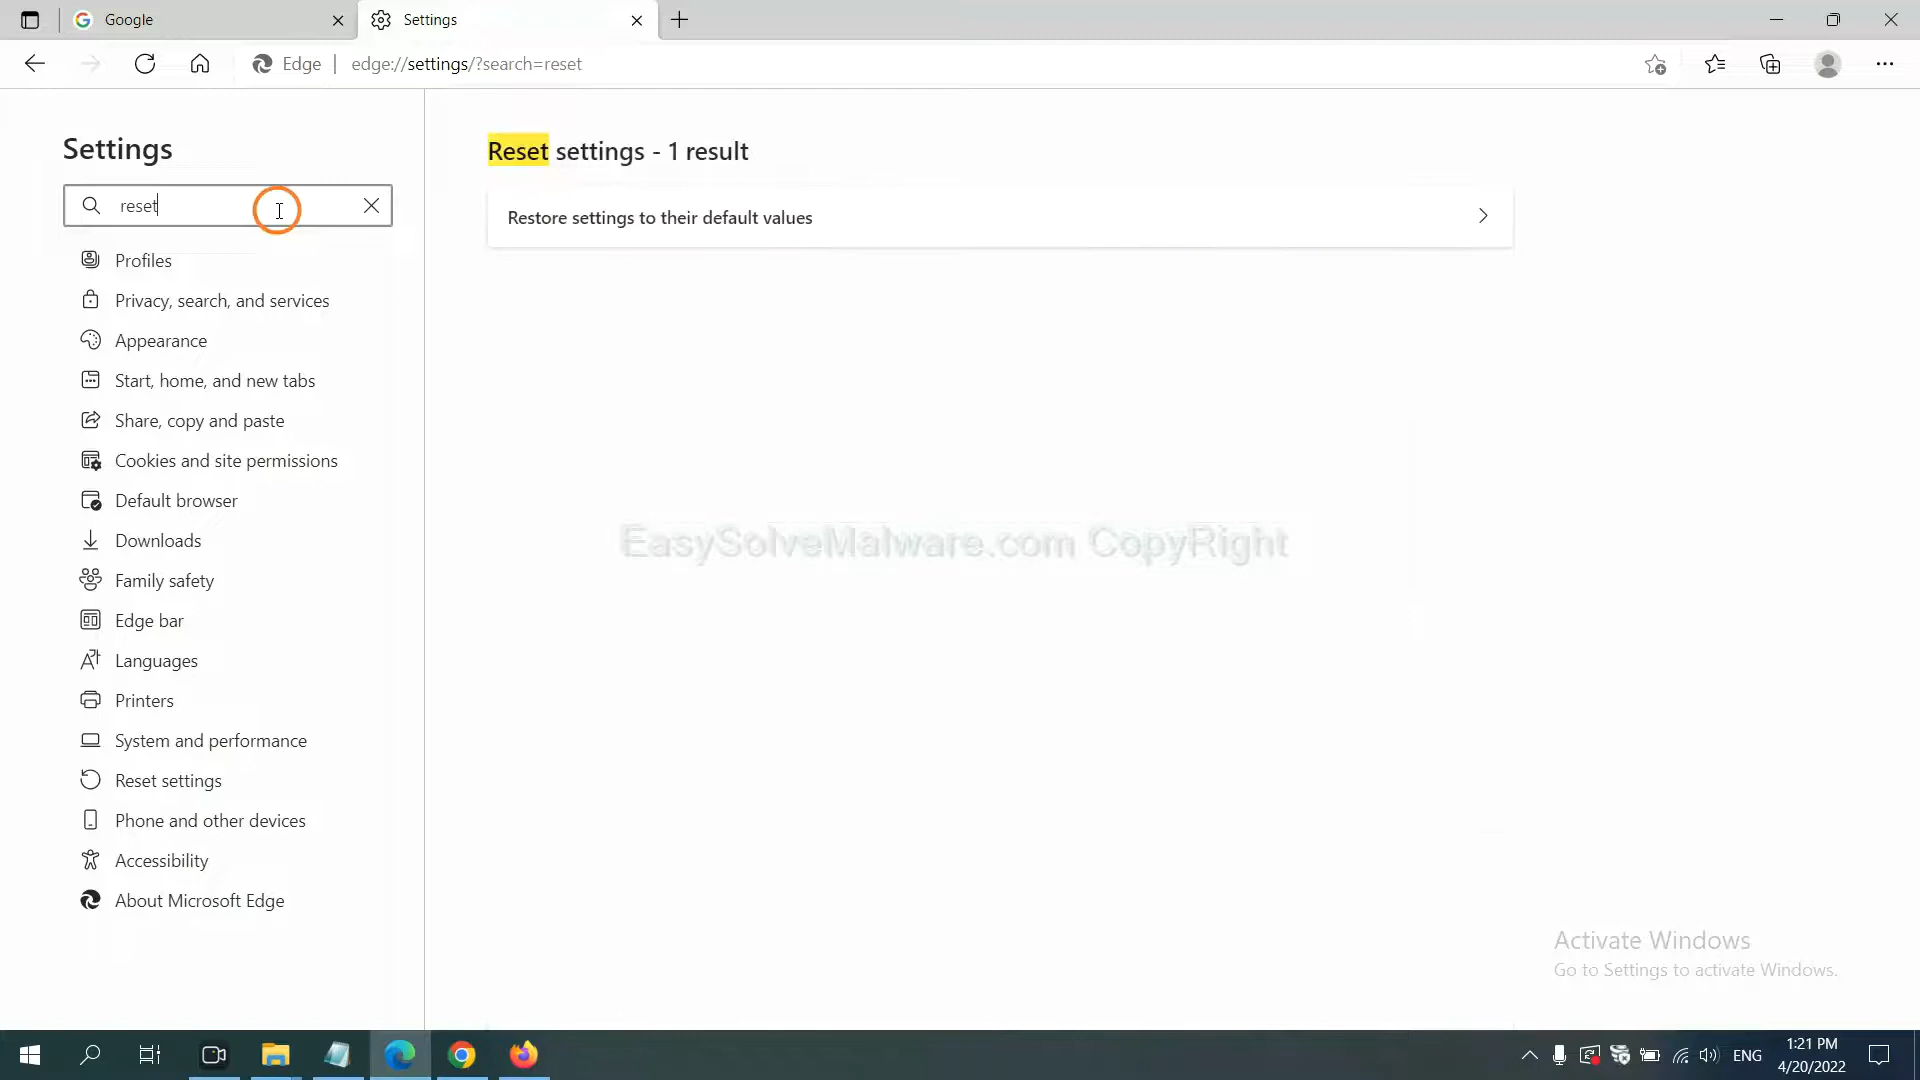 Google
Settings
Edge
edge://settings/?search=reset
Settings
reset
Profiles
Privacy, search, and services
Appearance
Start, home, and new tabs
Share, copy and paste
Cookies and site permissions
Default browser
Downloads
Family safety
Edge bar
Languages
Printers
System and performance
Reset settings
Phone and other devices
Accessibility
About Microsoft Edge
Reset settings - 1 result
Restore settings to their default values
EasySolveMalware.com CopyRight
Activate Windows
Go to Settings to activate Windows.
ENG
1:21 PM
4/20/2022